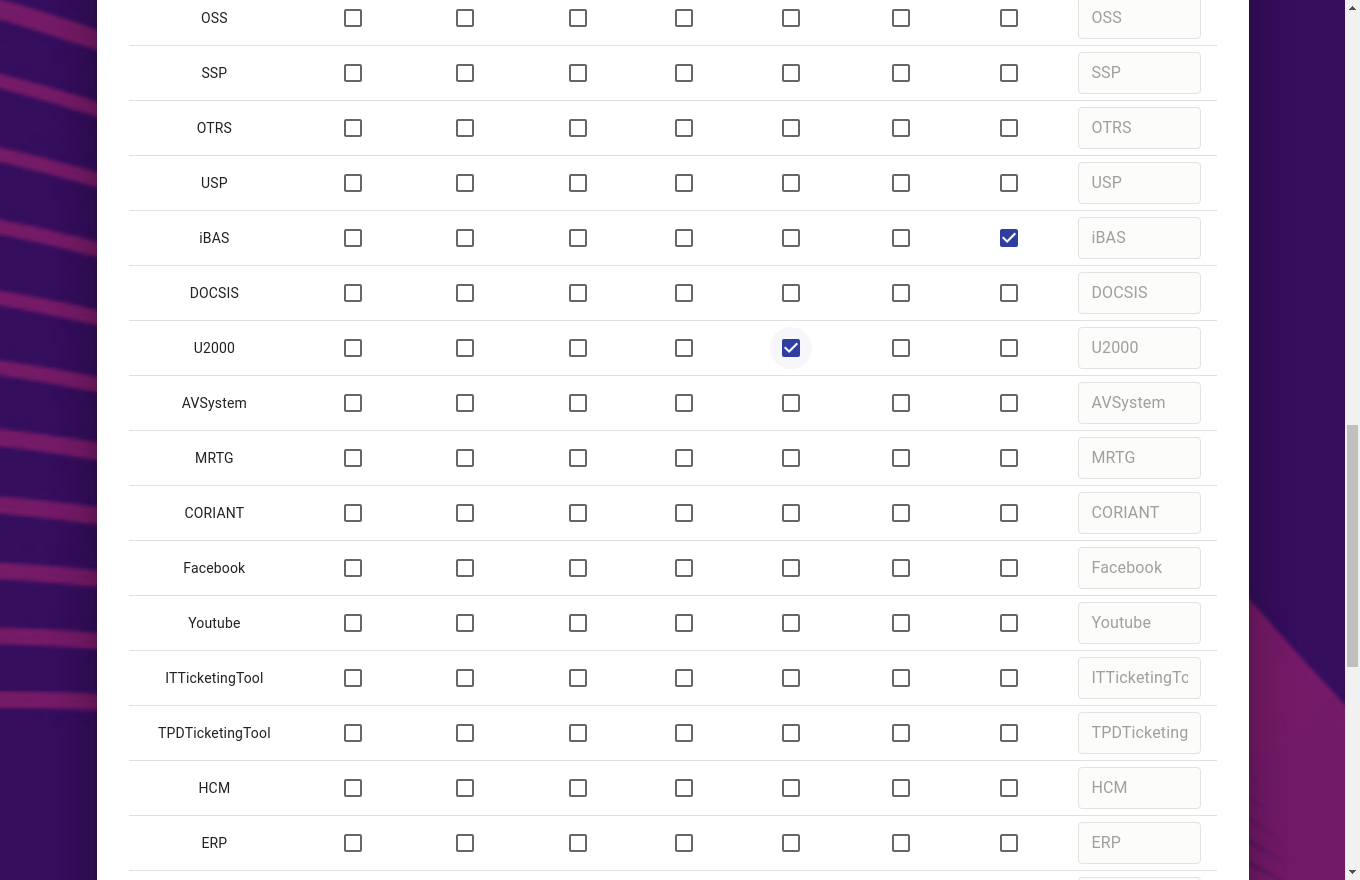 OSS OSS
SSP SSP
OTRS OTRS
USP USP
iBAS iBAS
DOCSIS DOCSIS
U2000 U2000
AVSystem AVSystem
MRTG MRTG
CORIANT CORIANT
Facebook Facebook
Youtube Youtube
ITTicketingTool ITTicketingTo
TPDTicketingTool TPDTicketing
HCM HCM
ERP ERP